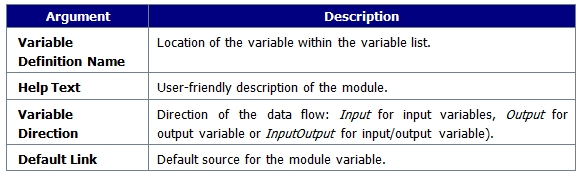 Argument Description
Variable Definition Name Location of the variable within the variable list.
Help Text User-friendly description of the module.
Variable Direction Direction of the data flow: Input for input variables, Output for
output variable or InputOutput for input/output variable).
Default Link Default source for the module variable.